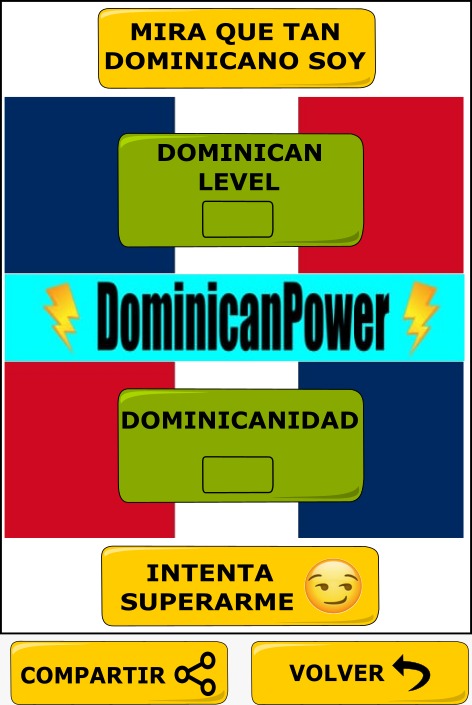 MIRA QUE TAN
DOMINICANO SOY
DOMINICAN
LEVEL
DominicanPower
DOMINICANIDAD
INTENTA
SUPERARME
COMPARTIR
VOLVER